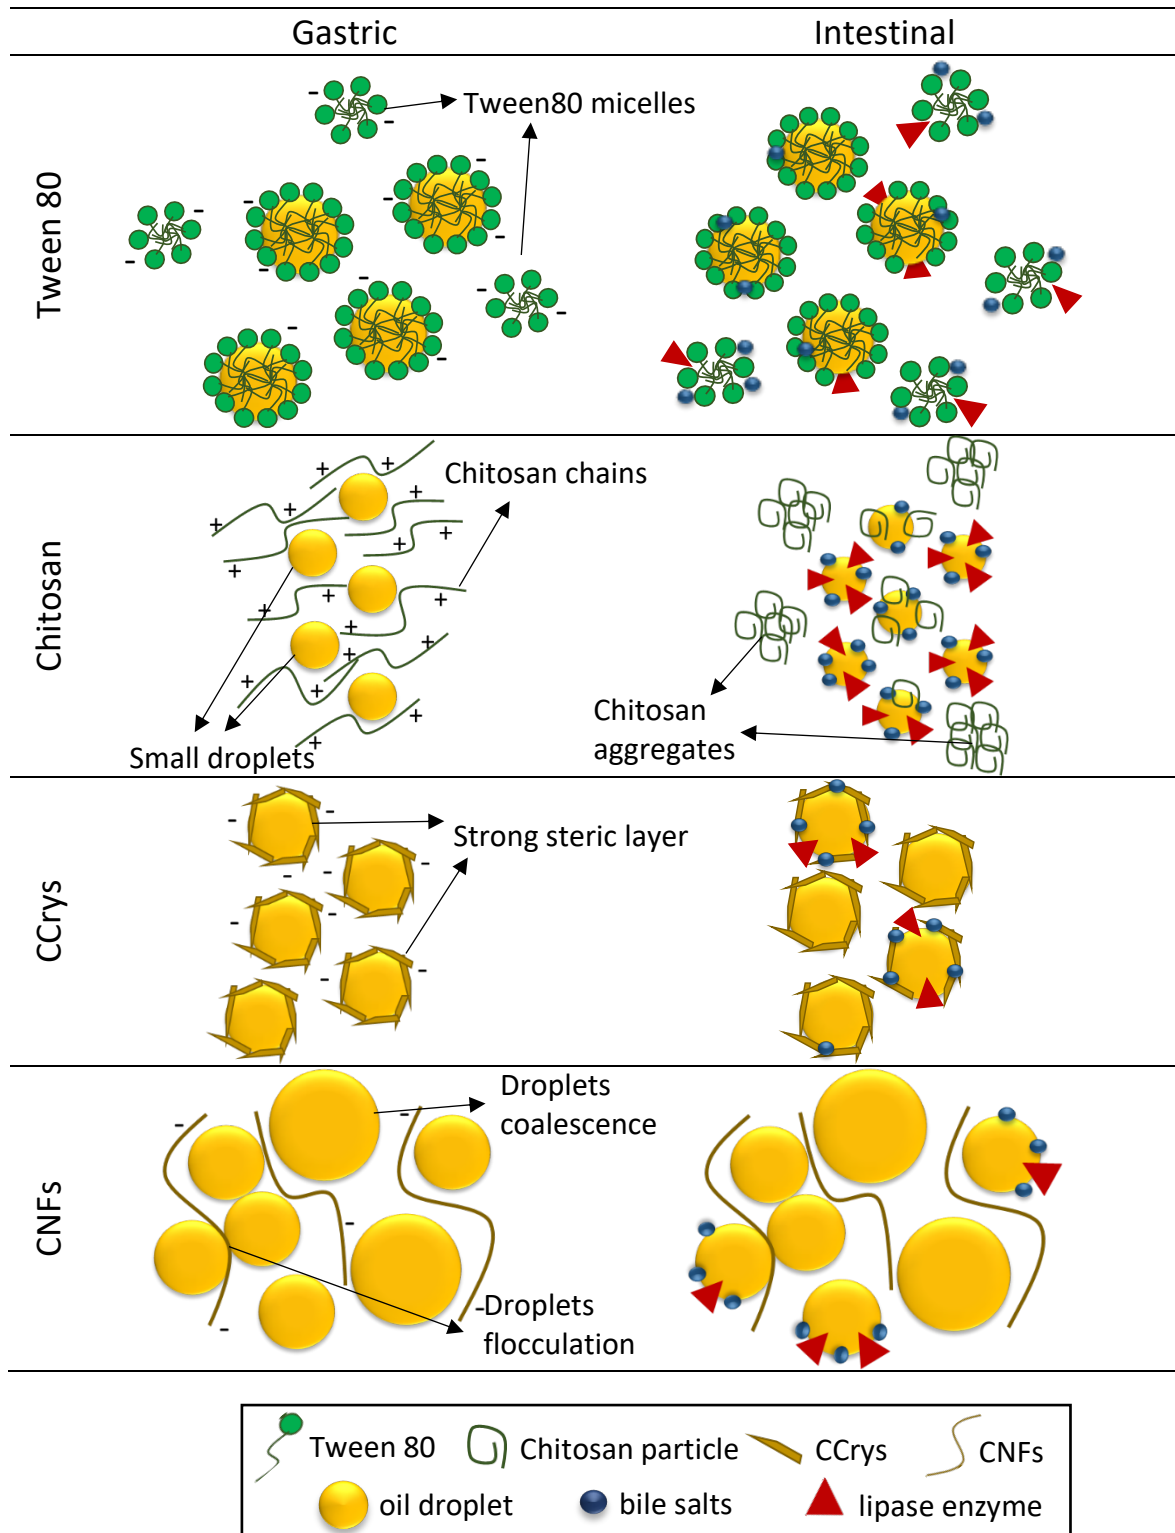 Gastric
Intestinal
Tween 80
Tween80 micelles
Chitosan
Chitosan chains
Small droplets
Chitosan
aggregates
CCrys
Strong steric layer
CNFs
Droplets
coalescence
Droplets
flocculation
Tween 80
Chitosan particle
CCrys
CNFs
oil droplet
bile salts
lipase enzyme